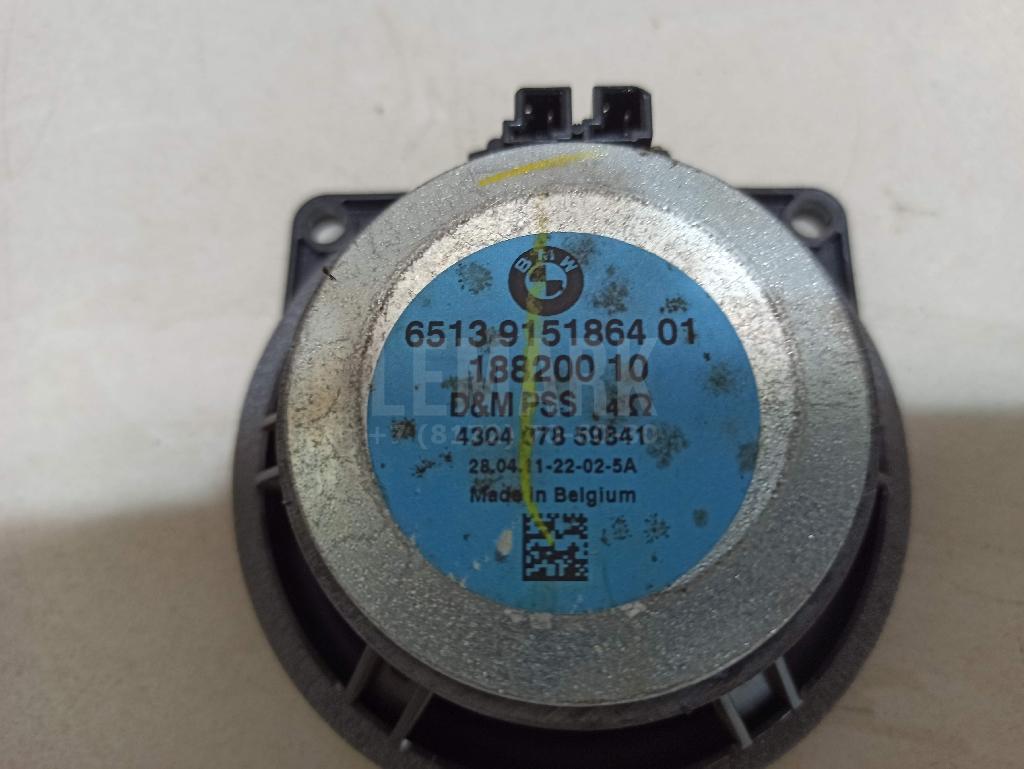 BMW
6513 9151864 01
188200 10
D&M PSS 4 Ω
4304 078 59841
28.04.11-22-02-5A
Made in Belgium
LEMARK